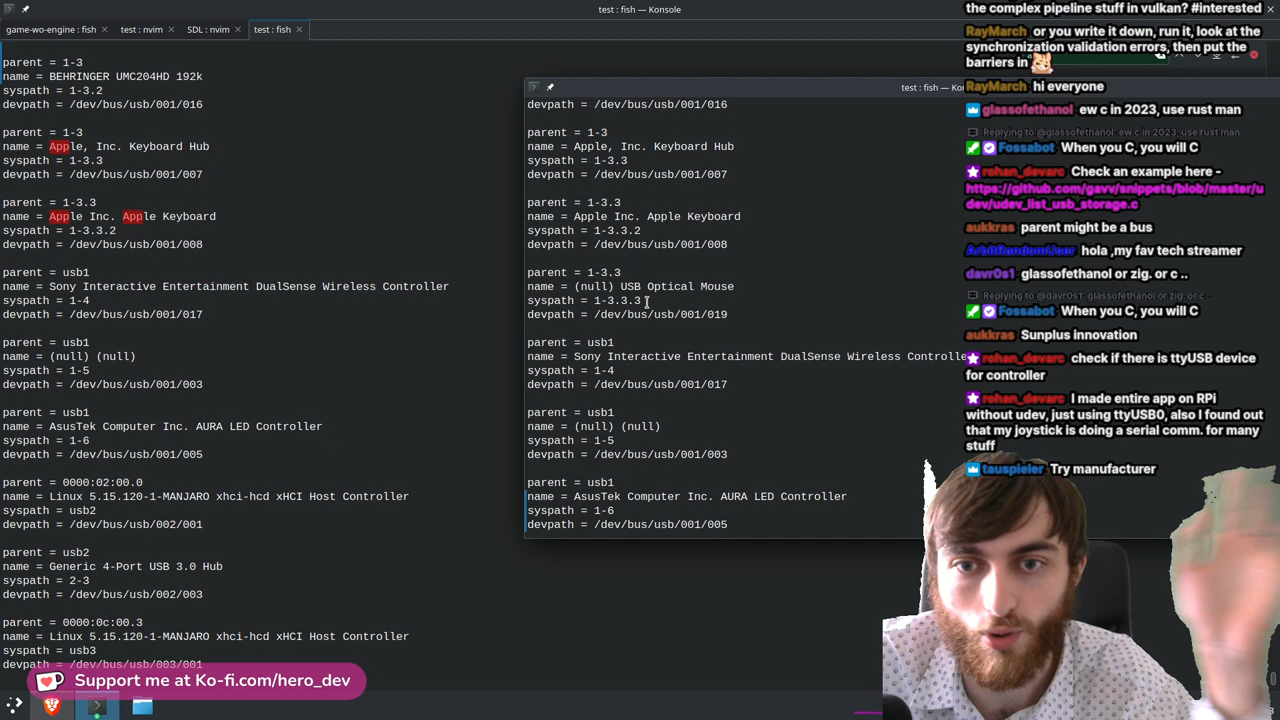 test : fish — Konsole
game-wo-engine : fish
test : nvim
SDL : nvim
test : fish
parent = 1-3
name = BEHRINGER UMC204HD 192k
syspath = 1-3.2
devpath = /dev/bus/usb/001/016
parent = 1-3
name = Apple, Inc. Keyboard Hub
syspath = 1-3.3
devpath = /dev/bus/usb/001/007
parent = 1-3.3
name = Apple Inc. Apple Keyboard
syspath = 1-3.3.2
devpath = /dev/bus/usb/001/008
parent = usb1
name = Sony Interactive Entertainment DualSense Wireless Controller
syspath = 1-4
devpath = /dev/bus/usb/001/017
parent = usb1
name = (null) (null)
syspath = 1-5
devpath = /dev/bus/usb/001/003
parent = usb1
name = AsusTek Computer Inc. AURA LED Controller
syspath = 1-6
devpath = /dev/bus/usb/001/005
parent = 0000:02:00.0
name = Linux 5.15.120-1-MANJARO xhci-hcd xHCI Host Controller
syspath = usb2
devpath = /dev/bus/usb/002/001
parent = usb2
name = Generic 4-Port USB 3.0 Hub
syspath = 2-3
devpath = /dev/bus/usb/002/003
parent = 0000:0c:00.3
name = Linux 5.15.120-1-MANJARO xhci-hcd xHCI Host Controller
syspath = usb3
devpath = /dev/bus/usb/003/001
test : fish — Kon
devpath = /dev/bus/usb/001/016
parent = 1-3
name = Apple, Inc. Keyboard Hub
syspath = 1-3.3
devpath = /dev/bus/usb/001/007
parent = 1-3.3
name = Apple Inc. Apple Keyboard
syspath = 1-3.3.2
devpath = /dev/bus/usb/001/008
parent = 1-3.3
name = (null) USB Optical Mouse
syspath = 1-3.3.3
devpath = /dev/bus/usb/001/019
parent = usb1
name = Sony Interactive Entertainment DualSense Wireless Controlle
syspath = 1-4
devpath = /dev/bus/usb/001/017
parent = usb1
name = (null) (null)
syspath = 1-5
devpath = /dev/bus/usb/001/003
parent = usb1
name = AsusTek Computer Inc. AURA LED Controller
syspath = 1-6
devpath = /dev/bus/usb/001/005
the complex pipeline stuff in vulkan? #interested
RayMarch or you write it down, run it, look at the
synchronization validation errors, then put the
barriers in
RayMarch hi everyone
glassofethanol ew c in 2023, use rust man
Replying to @glassofethanol: ew c in 2023, use rust man
Fossabot When you C, you will C
rohan_devarc Check an example here -
https://github.com/gavv/snippets/blob/master/u
dev/udev_list_usb_storage.c
aukkras parent might be a bus
ArbitRandomUser hola ,my fav tech streamer
davr0s1 glassofethanol or zig. or c ..
Replying to @davr0s1: glassofethanol or zig. or c ..
Fossabot When you C, you will C
aukkras Sunplus innovation
rohan_devarc check if there is ttyUSB device
for controller
rohan_devarc I made entire app on RPi
without udev, just using ttyUSB0, also I found out
that my joystick is doing a serial comm. for many
stuff
tauspieler Try manufacturer
Support me at Ko-fi.com/hero_dev